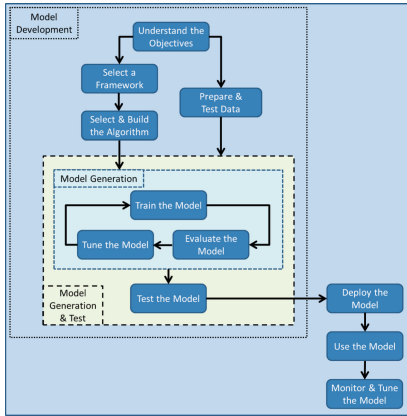 Model
Development
Understand the
Objectives
Select a
Framework
Prepare &
Test Data
Select & Build
the Algorithm
Model Generation
Train the Model
Tune the Model
Evaluate the
Model
Test the Model
Model
Generation
& Test
Deploy the
Model
Use the Model
Monitor & Tune
the Model